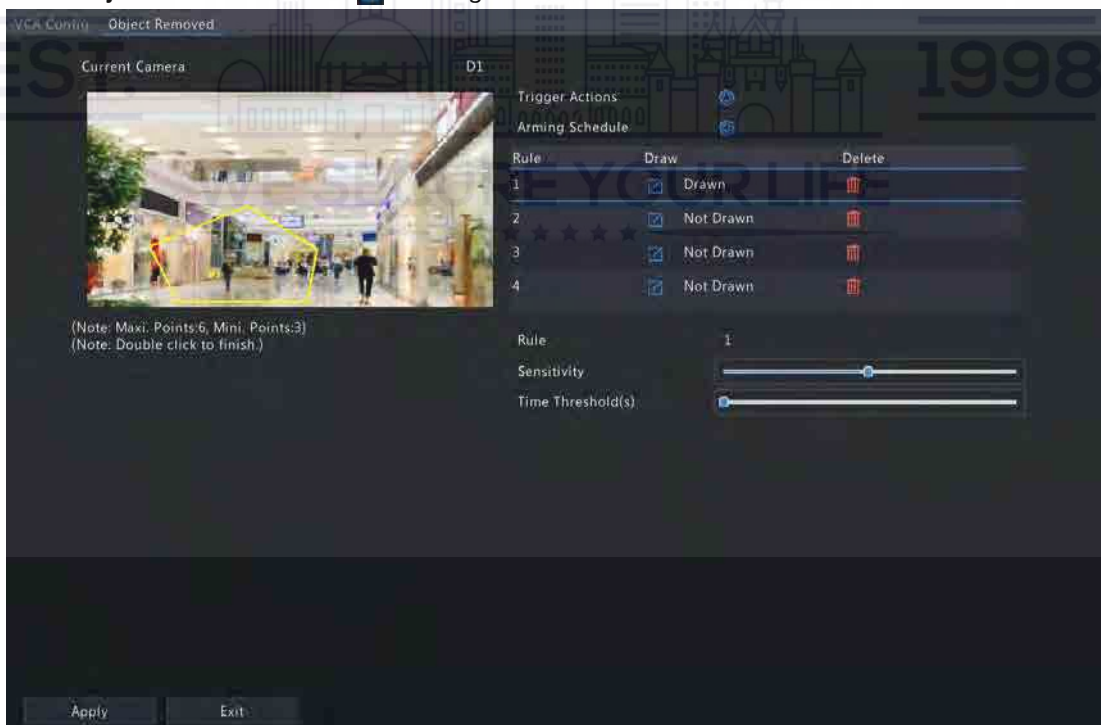 VCA Config Object Removed
EST. 1998
Current Camera D1
(Note: Maxi. Points:6, Mini. Points:3)
(Note: Double click to finish.)
Trigger Actions
Arming Schedule
Rule Draw Delete
1 Drawn
2 Not Drawn
3 Not Drawn
4 Not Drawn
Rule 1
Sensitivity
Time Threshold(s)
Apply Exit